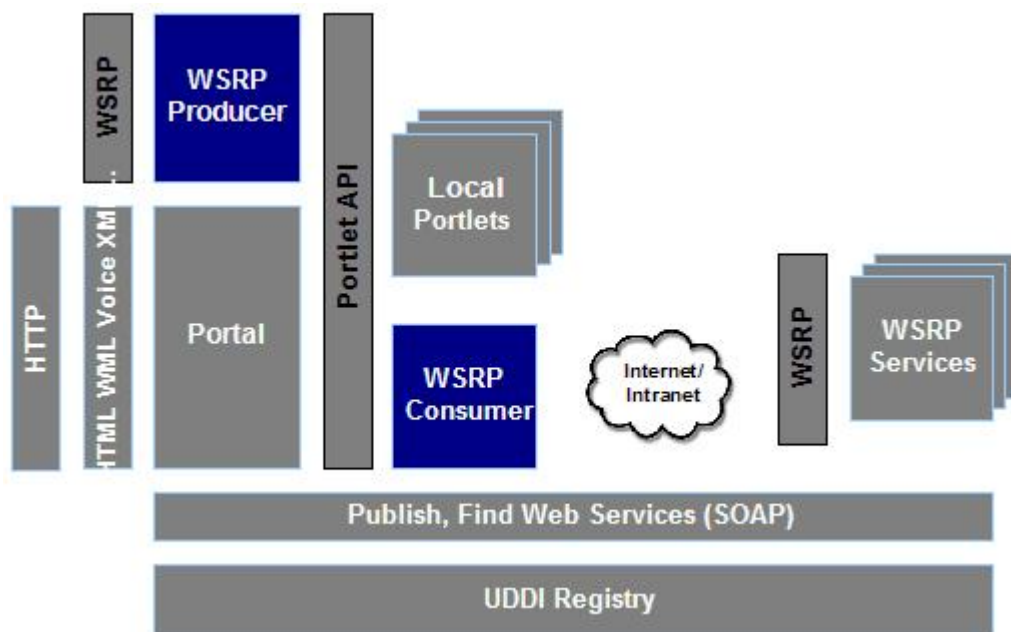 WSRP
WSRP
Producer
Portlet API
Local
Portlets
HTTP
HTML WML Voice XML...
Portal
WSRP
Consumer
Internet/
Intranet
WSRP
WSRP
Services
Publish, Find Web Services (SOAP)
UDDI Registry